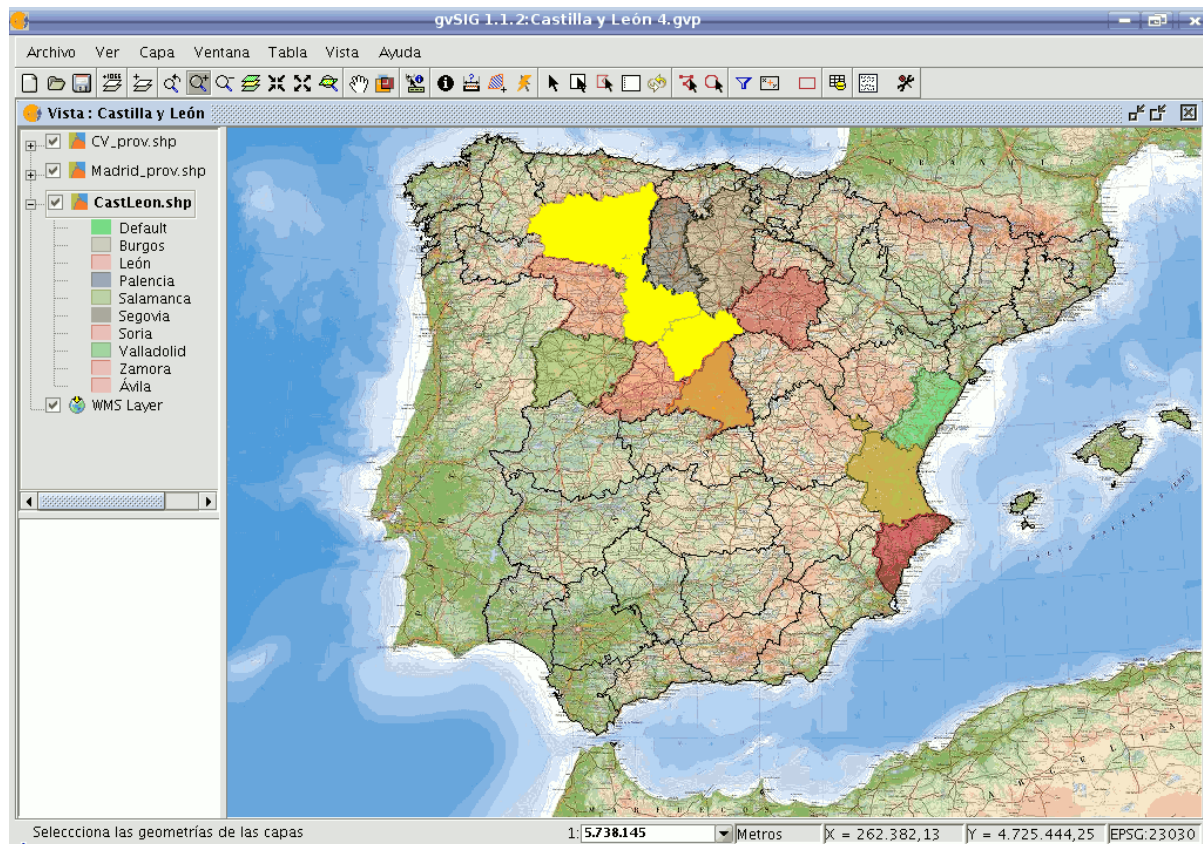 gvSIG 1.1.2:Castilla y León 4.gvp
Archivo Ver Capa Ventana Tabla Vista Ayuda
Vista : Castilla y León
CV_prov.shp
Madrid_prov.shp
CastLeon.shp
Default
Burgos
León
Palencia
Salamanca
Segovia
Soria
Valladolid
Zamora
Ávila
WMS Layer
Seleccciona las geometrías de las capas
1: 5.738.145
Metros
X = 262.382,13
Y = 4.725.444,25
EPSG:23030